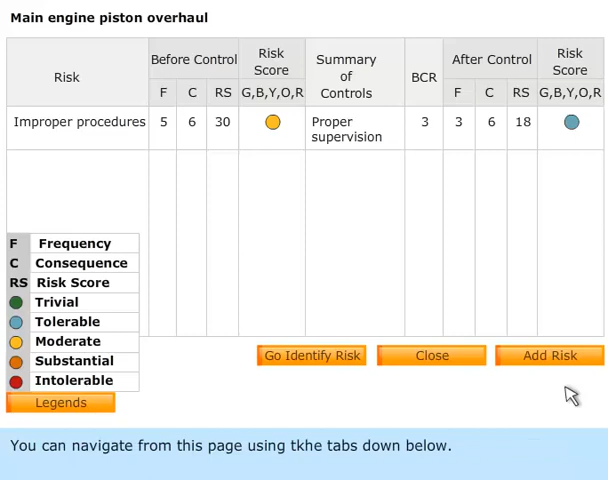 Main engine piston overhaul
Risk Before Control Risk Score Summary of Controls BCR After Control Risk Score
F C RS G,B,Y,O,R F C RS G,B,Y,O,R
Improper procedures 5 6 30 Proper supervision 3 3 6 18
F Frequency
C Consequence
RS Risk Score
Trivial
Tolerable
Moderate
Substantial
Intolerable
Legends
Go Identify Risk Close Add Risk
You can navigate from this page using tkhe tabs down below.